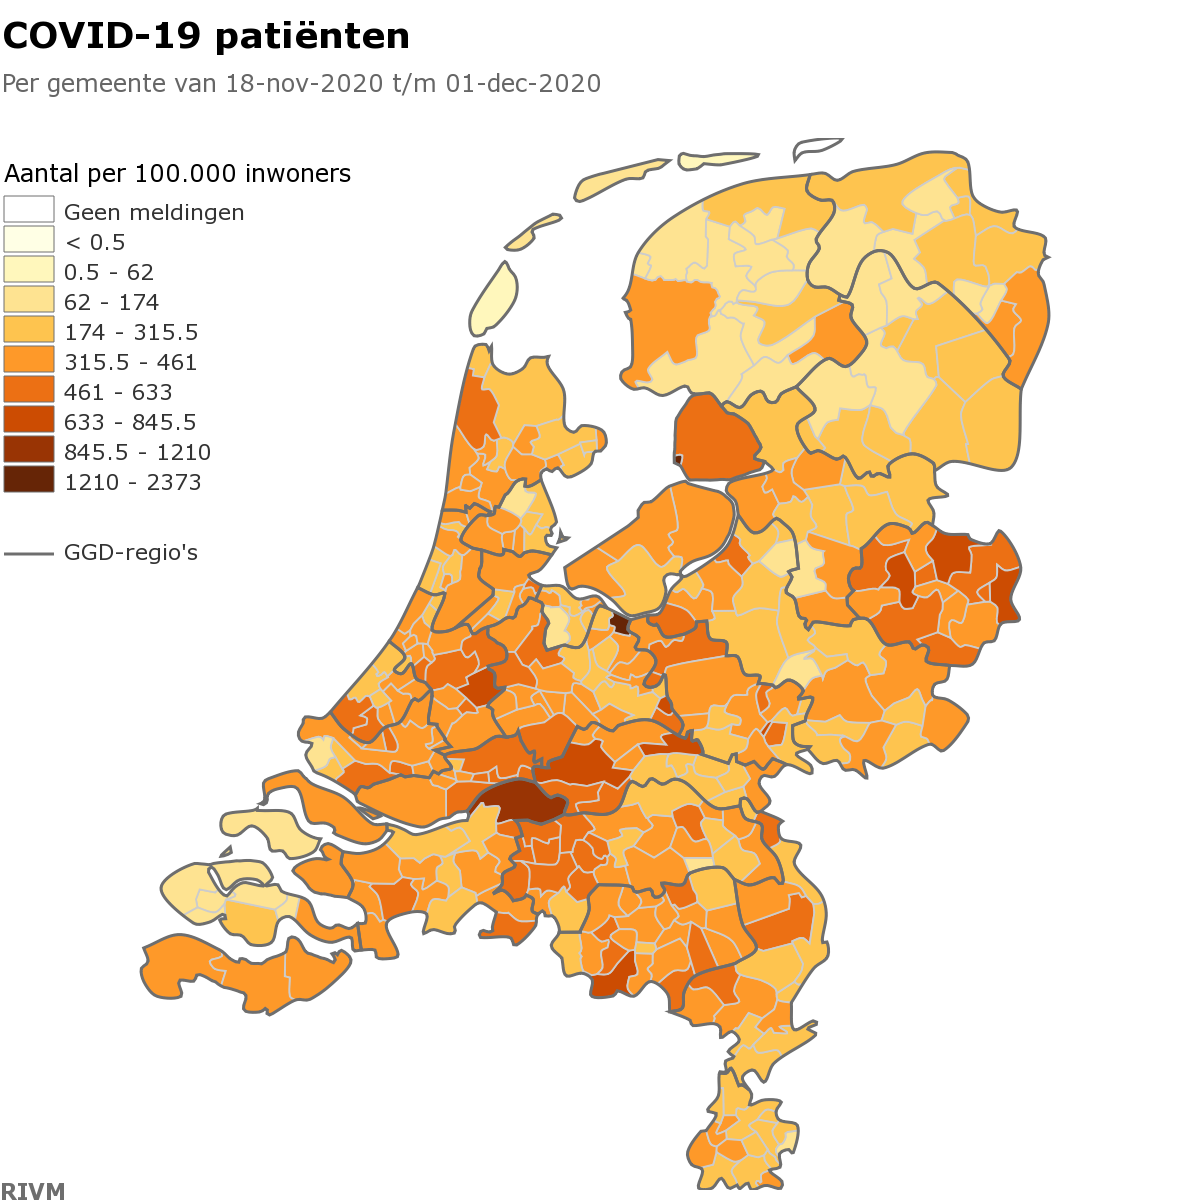 COVID-19 patiënten
Per gemeente van 18-nov-2020 t/m 01-dec-2020
Aantal per 100.000 inwoners
Geen meldingen
< 0.5
0.5 - 62
62 - 174
174 - 315.5
315.5 - 461
461 - 633
633 - 845.5
845.5 - 1210
1210 - 2373
GGD-regio's
RIVM